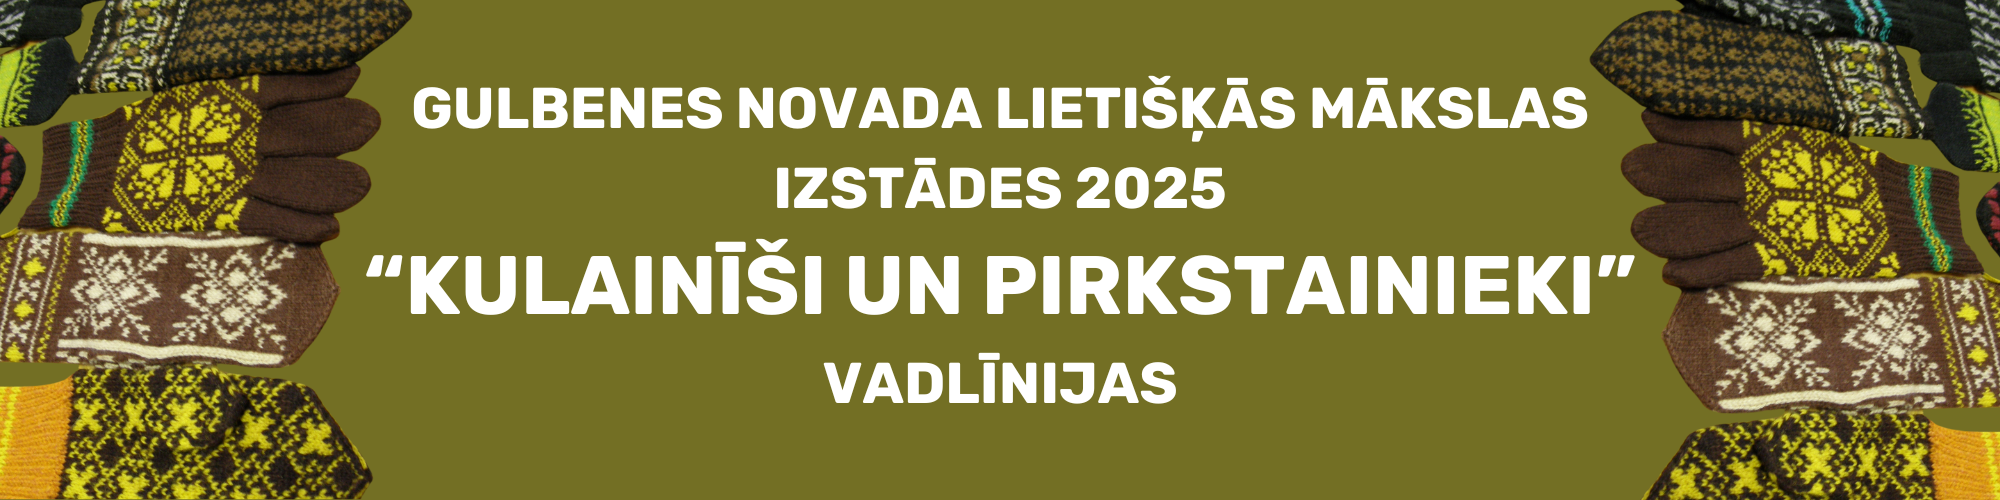 GULBENES NOVADA LIETIŠĶĀS MĀKSLAS
IZSTĀDES 2025
“KULAINĪŠI UN PIRKSTAINIEKI”
VADLĪNIJAS